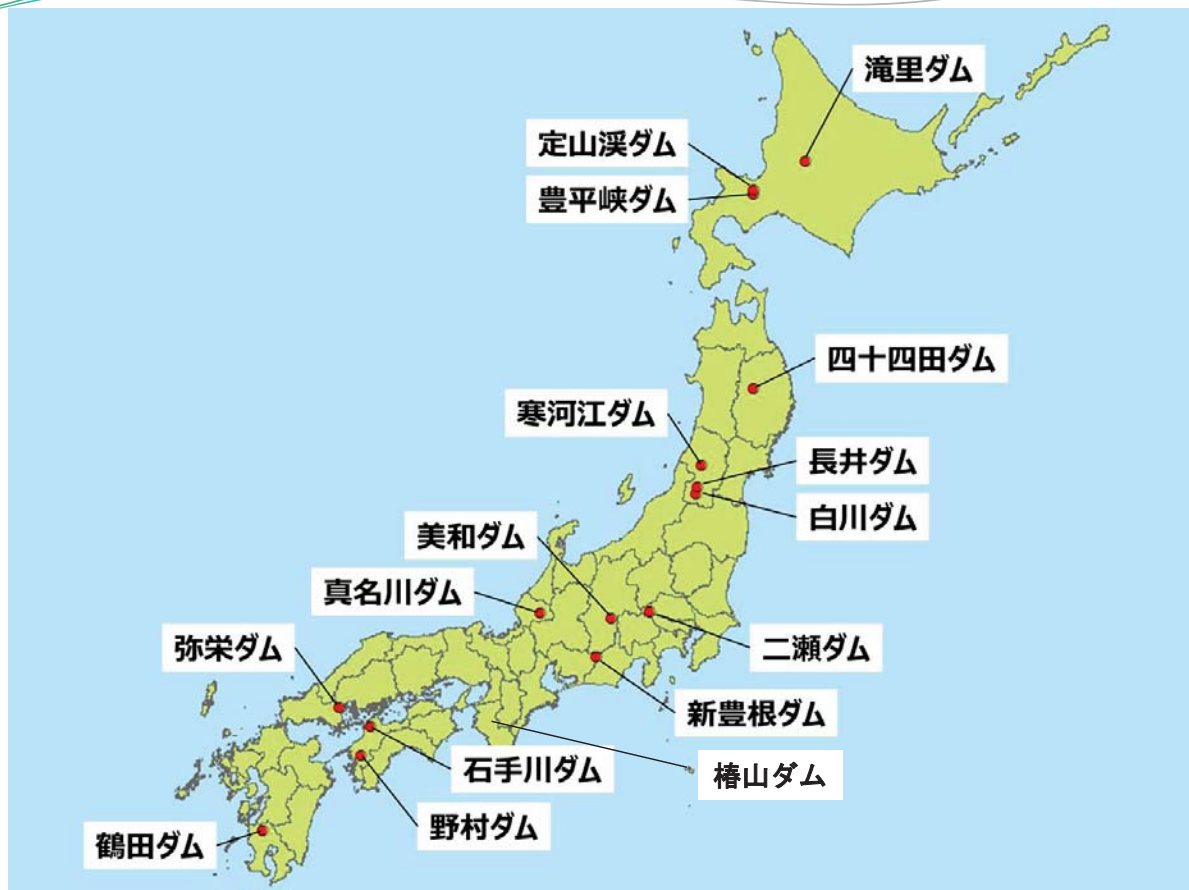 滝里ダム
定山渓ダム
豊平峡ダム
四十四田ダム
寒河江ダム
長井ダム
白川ダム
美和ダム
真名川ダム
弥栄ダム
二瀬ダム
新豊根ダム
石手川ダム
椿山ダム
野村ダム
鶴田ダム